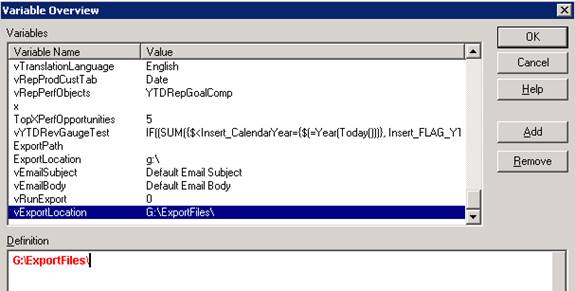 Variable Overview
Variables
Variable Name Value
vTranslationLanguage English
vRepProdCustTab Date
vRepPerfObjects YTDRepGoalComp
x
TopXPerfOpportunities 5
vYTDRevGaugeTest IF((SUM({$<Insert_CalendarYear={$(=Year(Today()))}, Insert_FLAG_YT
ExportPath
ExportLocation g:\
vEmailSubject Default Email Subject
vEmailBody Default Email Body
vRunExport 0
vExportLocation G:\ExportFiles\
OK
Cancel
Help
Add
Remove
Definition
G:\ExportFiles\